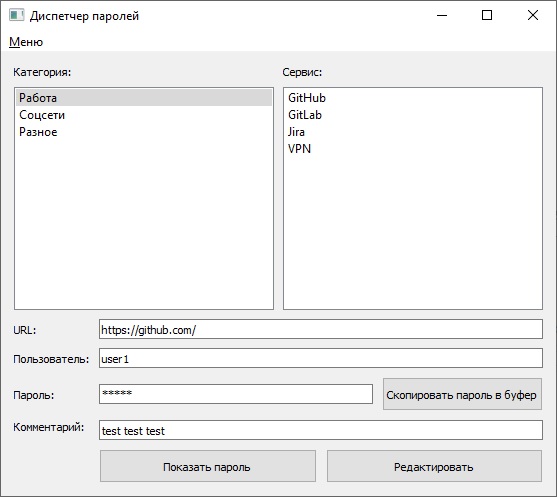 Диспетчер паролей
Меню
Категория:
Сервис:
Работа
Соцсети
Разное
GitHub
GitLab
Jira
VPN
URL:
https://github.com/
Пользователь:
user1
Пароль:
*****
Скопировать пароль в буфер
Комментарий:
test test test
Показать пароль
Редактировать